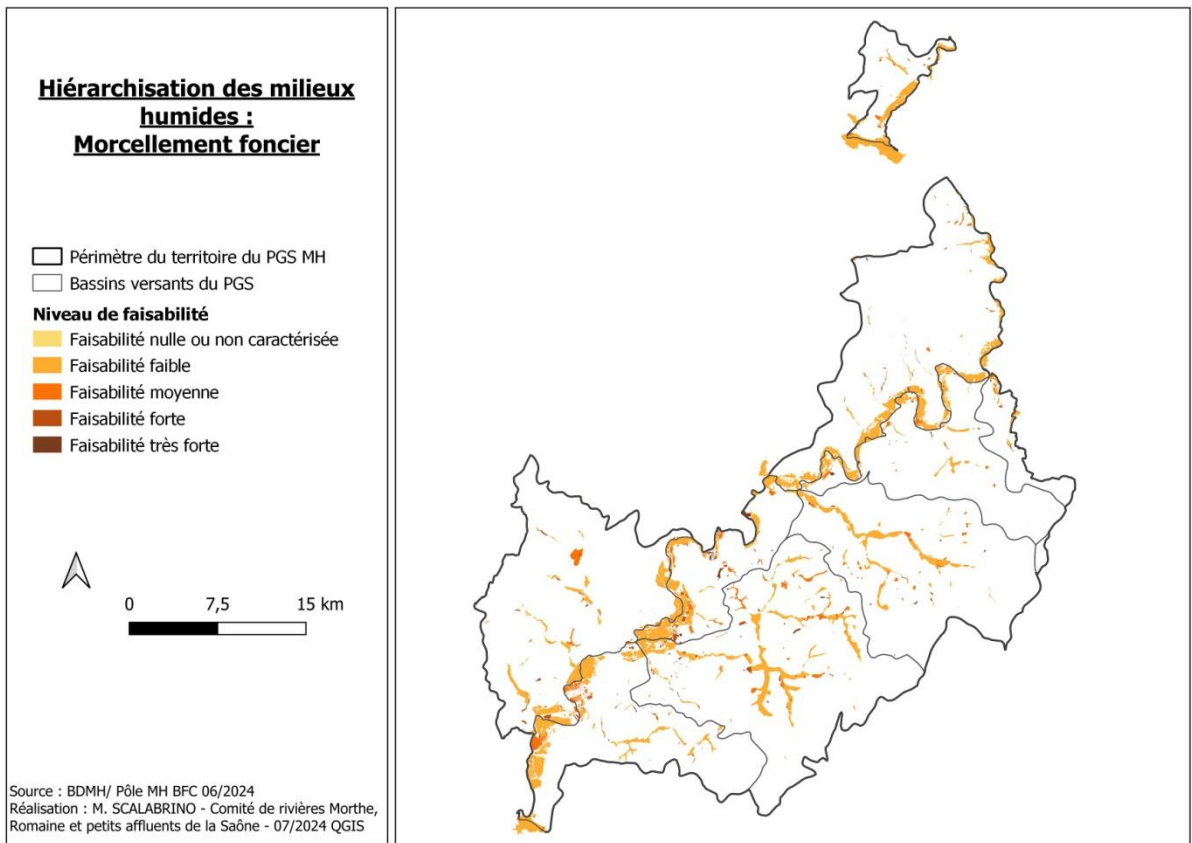 Hiérarchisation des milieux
humides :
Morcellement foncier
Périmètre du territoire du PGS MH
Bassins versants du PGS
Niveau de faisabilité
Faisabilité nulle ou non caractérisée
Faisabilité faible
Faisabilité moyenne
Faisabilité forte
Faisabilité très forte
0 7,5 15 km
Source : BDMH/ Pôle MH BFC 06/2024
Réalisation : M. SCALABRINO - Comité de rivières Morthe,
Romaine et petits affluents de la Saône - 07/2024 QGIS